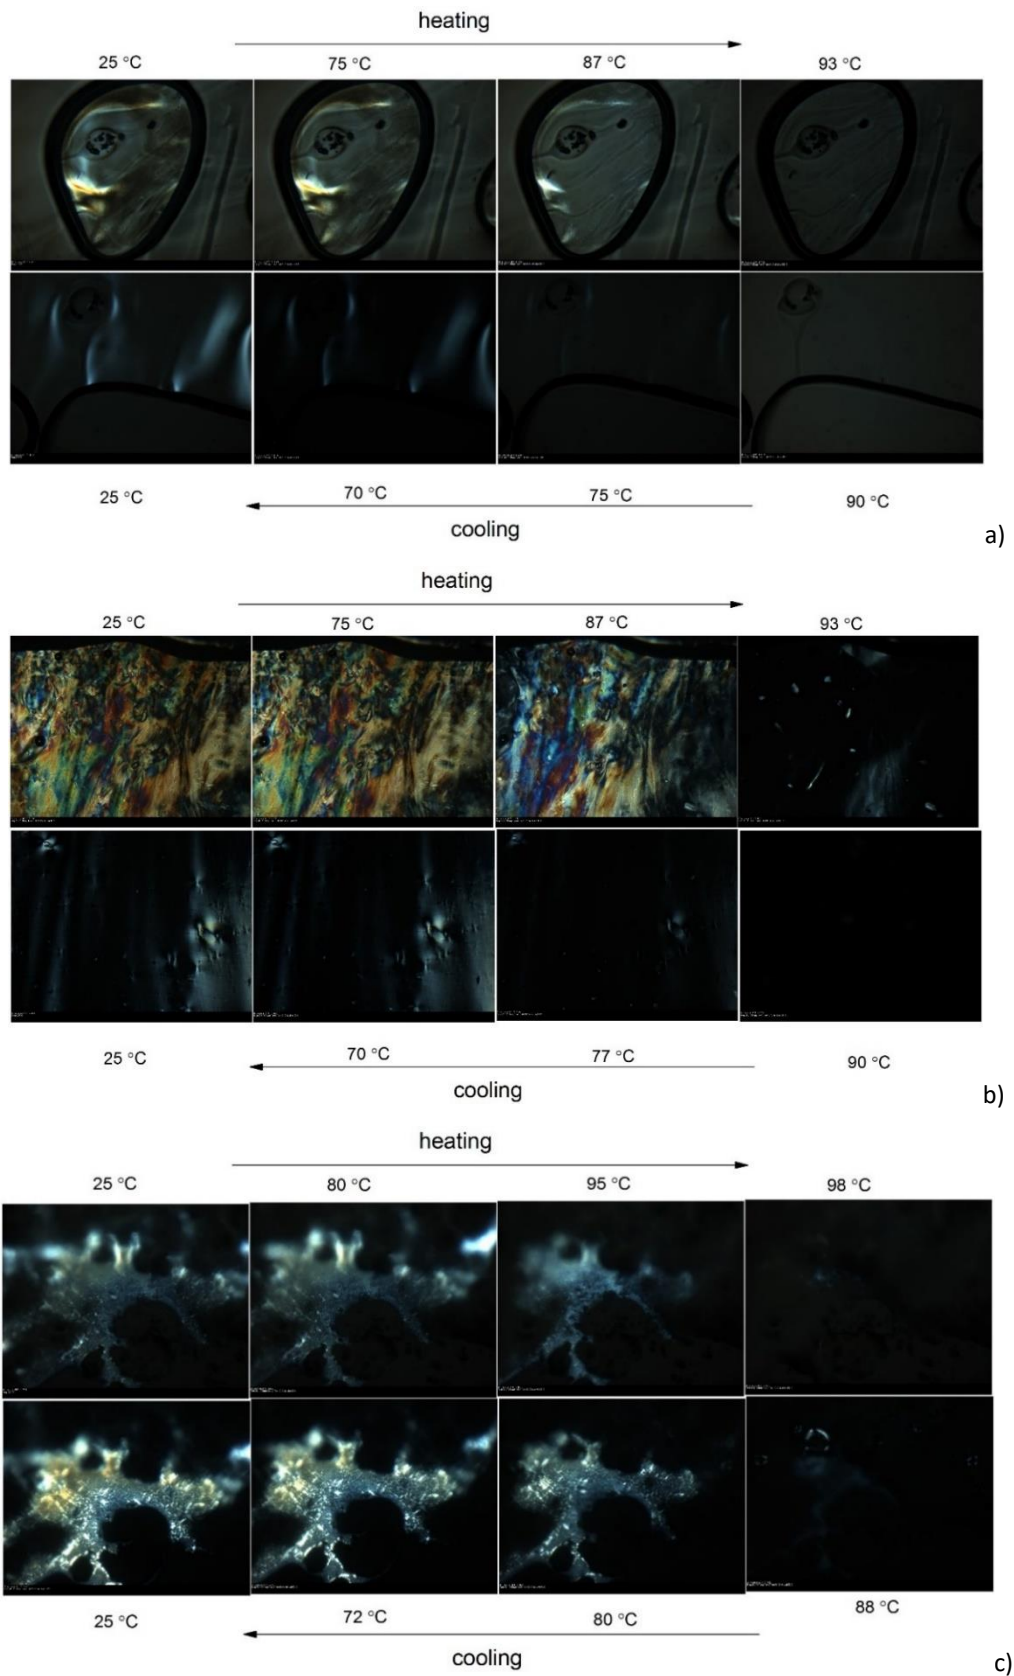 heating
25 °C 75 °C 87 °C 93 °C
25 °C 70 °C 75 °C 90 °C
cooling
a)
heating
25 °C 75 °C 87 °C 93 °C
25 °C 70 °C 77 °C 90 °C
cooling
b)
heating
25 °C 80 °C 95 °C 98 °C
25 °C 72 °C 80 °C 88 °C
cooling
c)